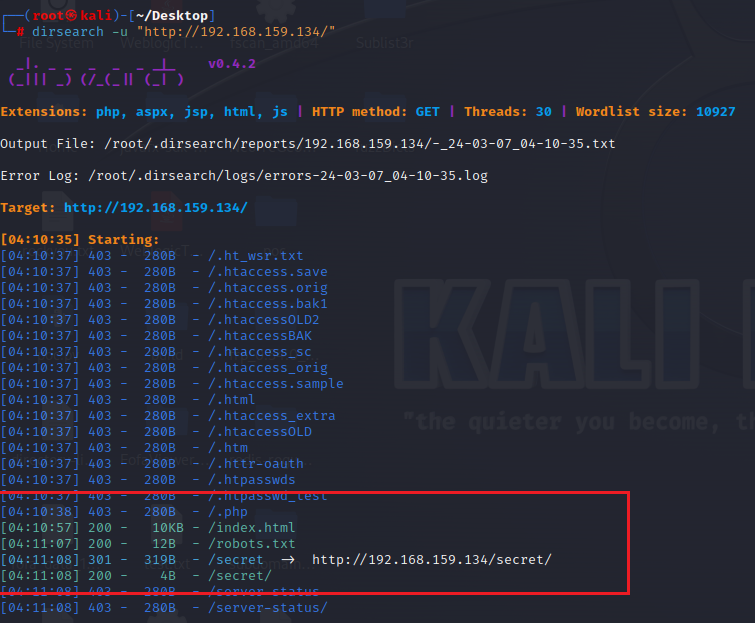 ┌──(root㉿kali)-[~/Desktop]
└─# dirsearch -u "http://192.168.159.134/"
_|. _ _  _  _  _ _|_    v0.4.2
(_||| _) (/_(_|| (_| )
Extensions: php, aspx, jsp, html, js | HTTP method: GET | Threads: 30 | Wordlist size: 10927
Output File: /root/.dirsearch/reports/192.168.159.134/-_24-03-07_04-10-35.txt
Error Log: /root/.dirsearch/logs/errors-24-03-07_04-10-35.log
Target: http://192.168.159.134/
[04:10:35] Starting:
[04:10:37] 403 -  280B  - /.ht_wsr.txt
[04:10:37] 403 -  280B  - /.htaccess.save
[04:10:37] 403 -  280B  - /.htaccess.orig
[04:10:37] 403 -  280B  - /.htaccess.bak1
[04:10:37] 403 -  280B  - /.htaccessOLD2
[04:10:37] 403 -  280B  - /.htaccessBAK
[04:10:37] 403 -  280B  - /.htaccess_sc
[04:10:37] 403 -  280B  - /.htaccess_orig
[04:10:37] 403 -  280B  - /.htaccess.sample
[04:10:37] 403 -  280B  - /.html
[04:10:37] 403 -  280B  - /.htaccess_extra
[04:10:37] 403 -  280B  - /.htaccessOLD
[04:10:37] 403 -  280B  - /.htm
[04:10:37] 403 -  280B  - /.httr-oauth
[04:10:37] 403 -  280B  - /.htpasswds
[04:10:37] 403 -  280B  - /.htpasswd_test
[04:10:38] 403 -  280B  - /.php
[04:10:57] 200 -   10KB - /index.html
[04:11:07] 200 -   12B  - /robots.txt
[04:11:08] 301 -  319B  - /secret  ->  http://192.168.159.134/secret/
[04:11:08] 200 -    4B  - /secret/
[04:11:08] 403 -  280B  - /server-status
[04:11:08] 403 -  280B  - /server-status/
File System
fscan_amd64
Sublist3r
KALI
"the quieter you become, th